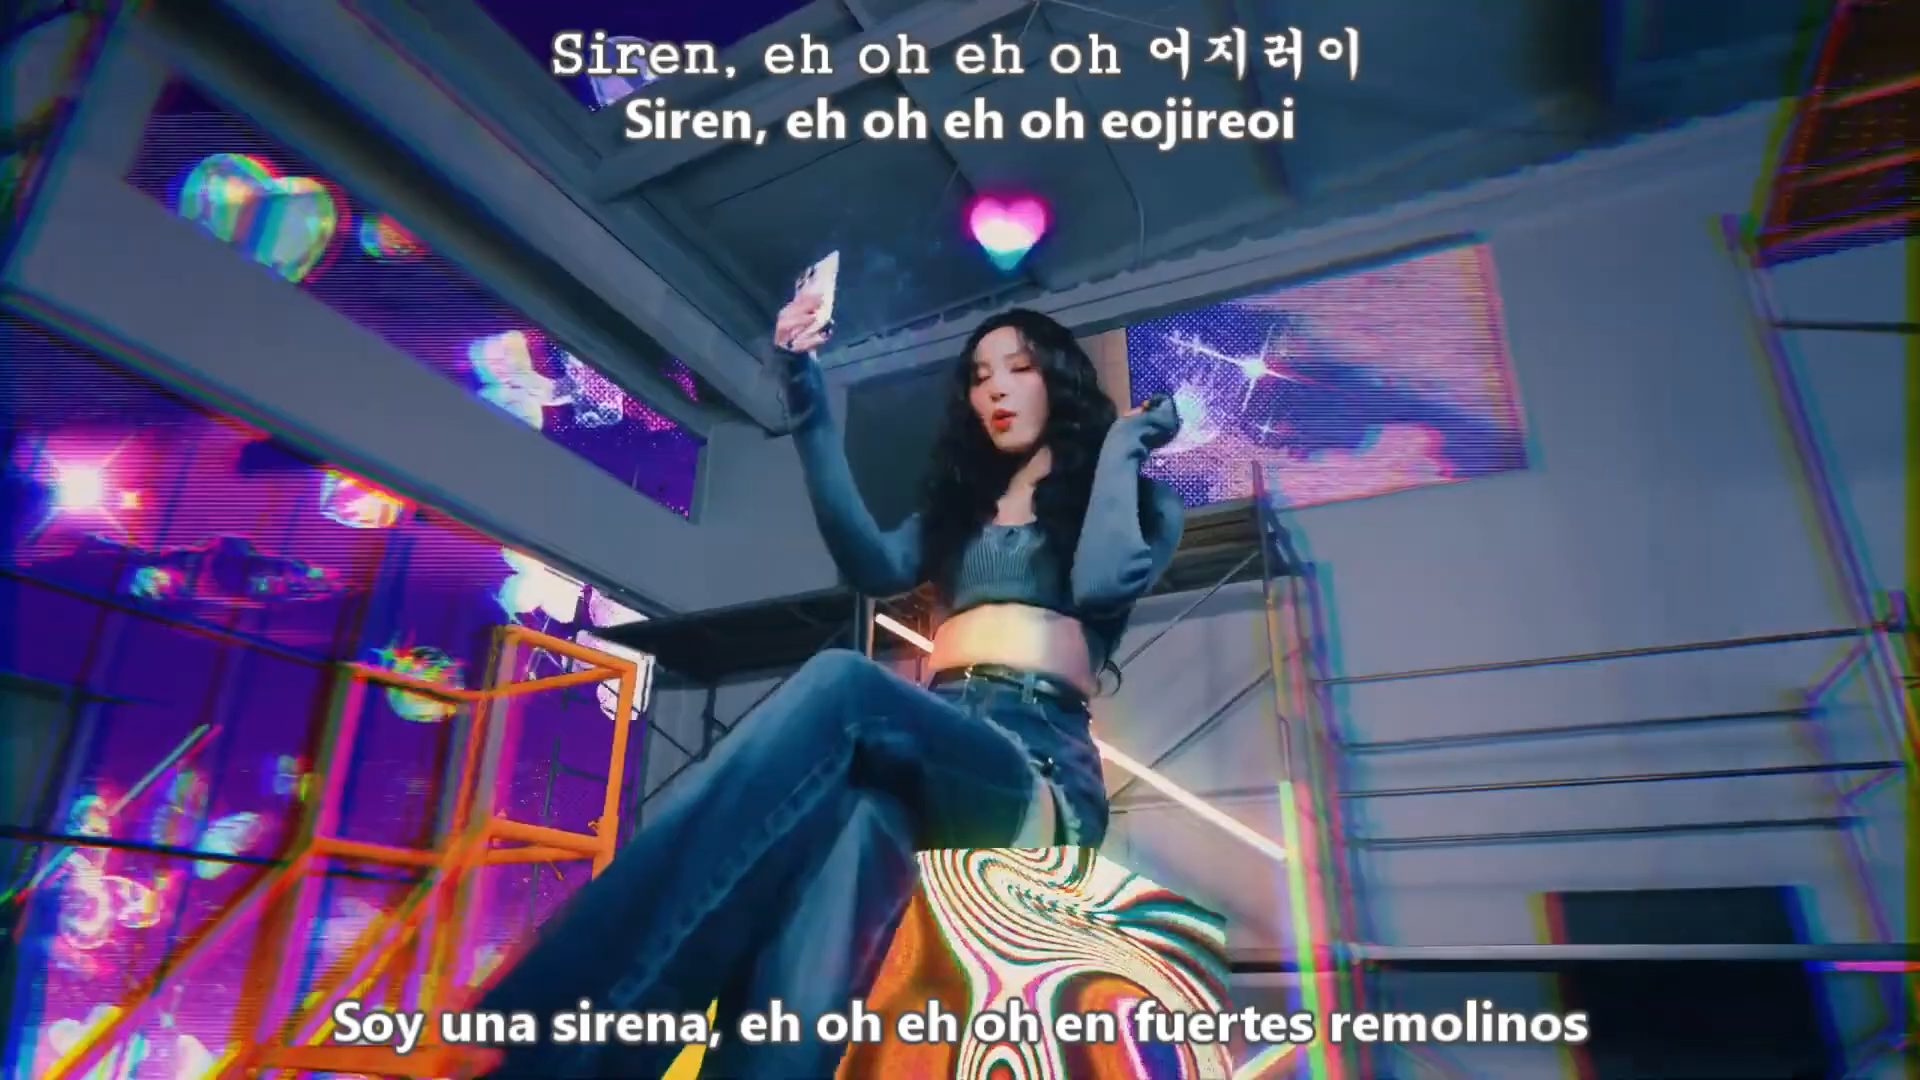 Siren, eh oh eh oh 어지러이
Siren, eh oh eh oh eojireoi
Soy una sirena, eh oh eh oh en fuertes remolinos